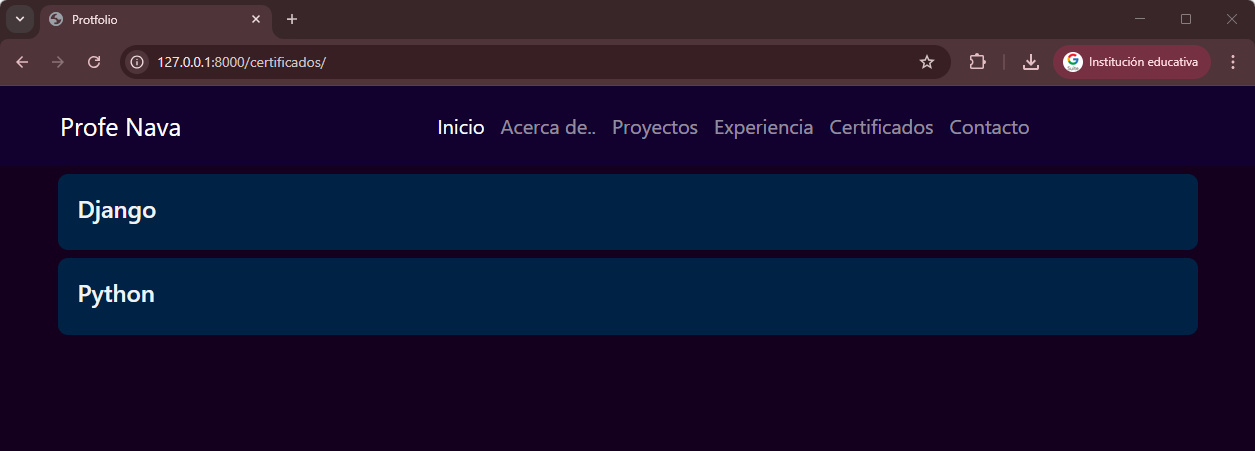 Protfolio
127.0.0.1:8000/certificados/
Institución educativa
Profe Nava
Inicio Acerca de.. Proyectos Experiencia Certificados Contacto
Django
Python